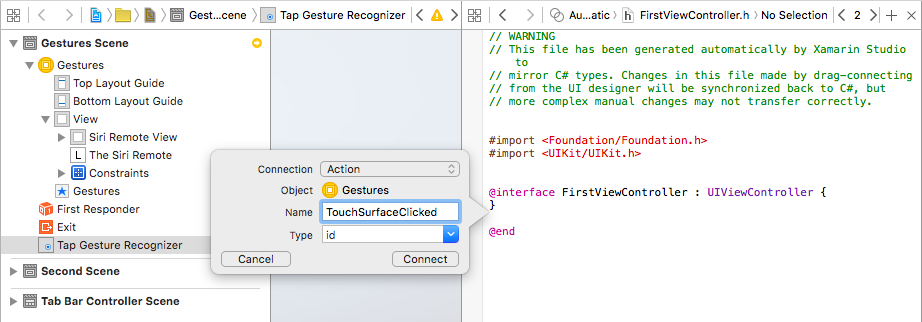 Gest...cene
Tap Gesture Recognizer
Au...atic
h
FirstViewController.h
No Selection
2
Gestures Scene
Gestures
Top Layout Guide
Bottom Layout Guide
View
Siri Remote View
L The Siri Remote
Constraints
Gestures
First Responder
Exit
Tap Gesture Recognizer
Second Scene
Tab Bar Controller Scene
Connection Action
Object Gestures
Name TouchSurfaceClicked
Type id
Cancel Connect
// WARNING
// This file has been generated automatically by Xamarin Studio
to
// mirror C# types. Changes in this file made by drag-connecting
// from the UI designer will be synchronized back to C#, but
// more complex manual changes may not transfer correctly.
#import <Foundation/Foundation.h>
#import <UIKit/UIKit.h>
@interface FirstViewController : UIViewController {
}
@end